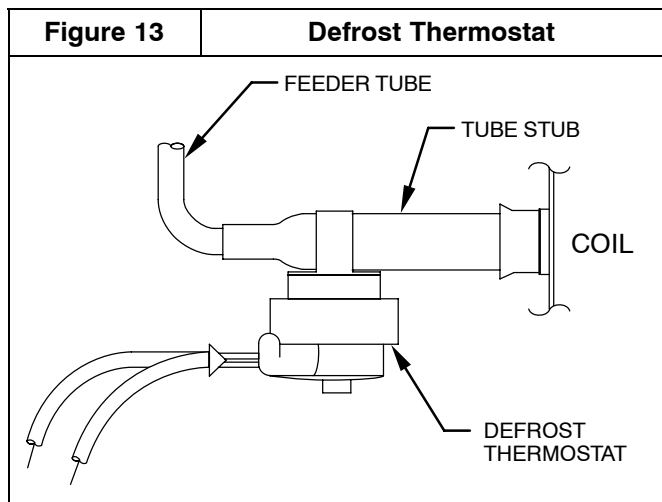 Figure 13
Defrost Thermostat
FEEDER TUBE
TUBE STUB
COIL
DEFROST
THERMOSTAT